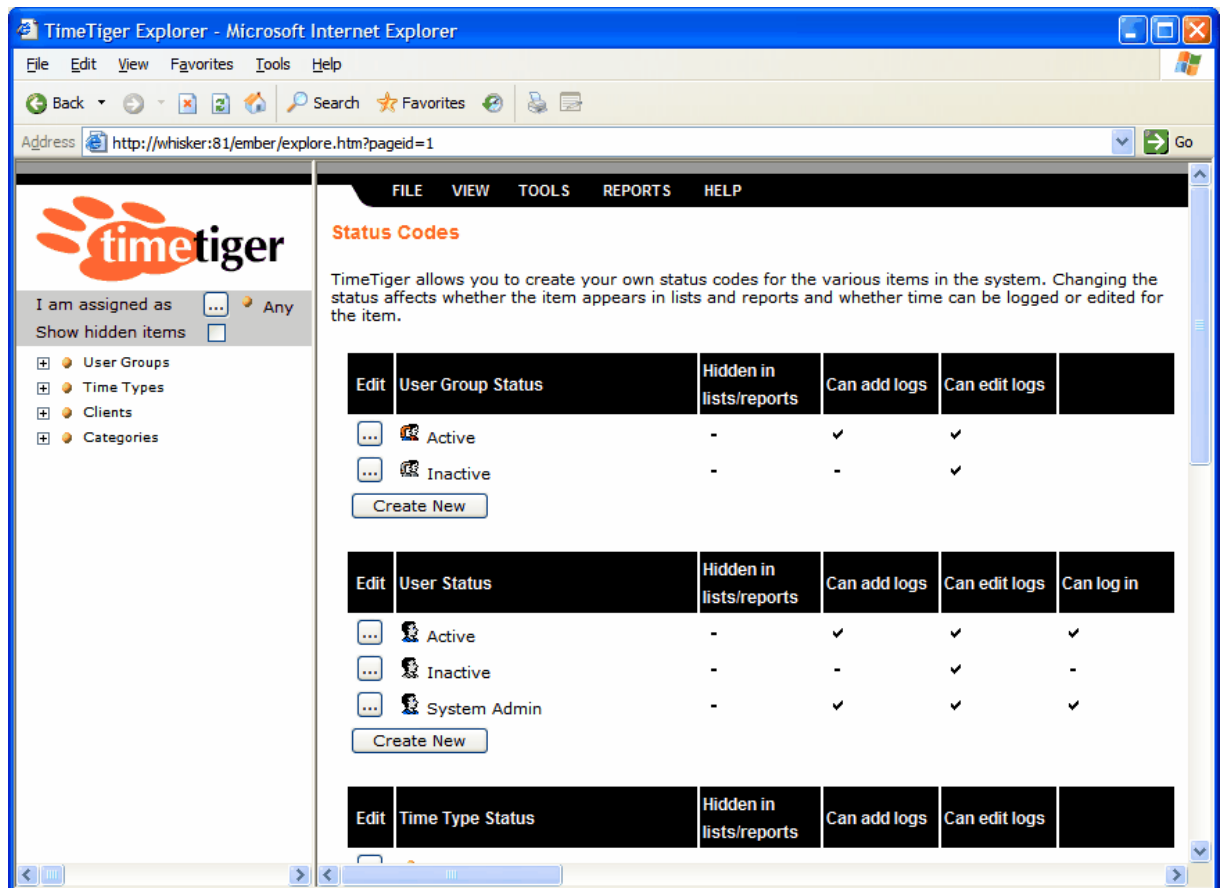 TimeTiger Explorer - Microsoft Internet Explorer
File Edit View Favorites Tools Help
Back Search Favorites
Address http://whisker:81/ember/explore.htm?pageid=1 Go
FILE VIEW TOOLS REPORTS HELP
timetiger
I am assigned as ... Any
Show hidden items
User Groups
Time Types
Clients
Categories
Status Codes
TimeTiger allows you to create your own status codes for the various items in the system. Changing the
status affects whether the item appears in lists and reports and whether time can be logged or edited for
the item.
Edit User Group Status Hidden in lists/reports Can add logs Can edit logs
... Active - ✔ ✔
... Inactive - - ✔
Create New
Edit User Status Hidden in lists/reports Can add logs Can edit logs Can log in
... Active - ✔ ✔ ✔
... Inactive - - ✔ -
... System Admin - ✔ ✔ ✔
Create New
Edit Time Type Status Hidden in lists/reports Can add logs Can edit logs